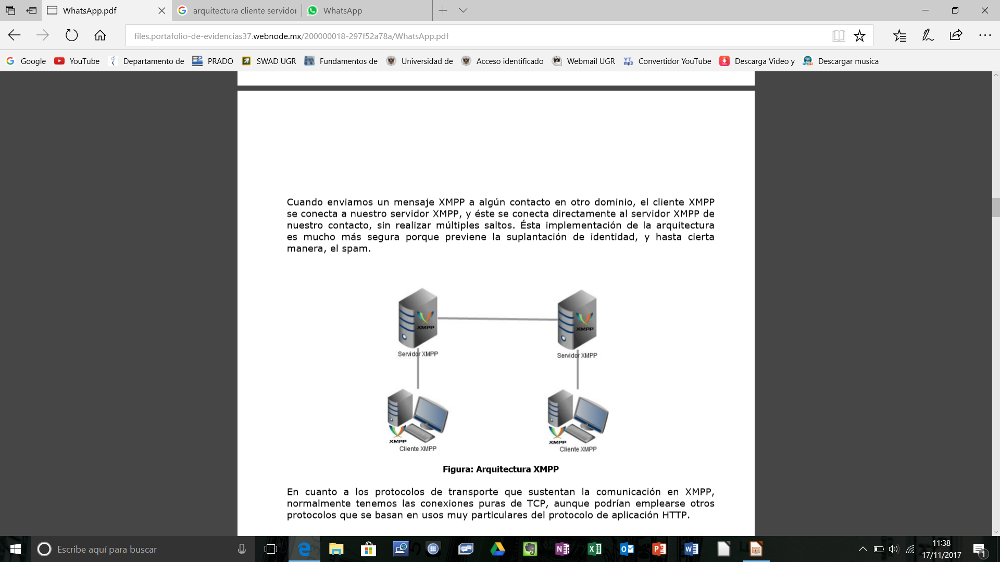 WhatsApp.pdf
arquitectura cliente servidor
WhatsApp
files.portafolio-de-evidencias37.webnode.mx/200000018-297f52a78a/WhatsApp.pdf
Google
YouTube
Departamento de
PRADO
SWAD UGR
Fundamentos de
Universidad de
Acceso identificado
Webmail UGR
YT mp3
Convertidor YouTube
Descarga Video y
Descargar musica
Cuando enviamos un mensaje XMPP a algún contacto en otro dominio, el cliente XMPP
se conecta a nuestro servidor XMPP, y éste se conecta directamente al servidor XMPP de
nuestro contacto, sin realizar múltiples saltos. Ésta implementación de la arquitectura
es mucho más segura porque previene la suplantación de identidad, y hasta cierta
manera, el spam.
XMPP
XMPP
Servidor XMPP
Servidor XMPP
XMPP
XMPP
Cliente XMPP
Cliente XMPP
Figura: Arquitectura XMPP
En cuanto a los protocolos de transporte que sustentan la comunicación en XMPP,
normalmente tenemos las conexiones puras de TCP, aunque podrían emplearse otros
protocolos que se basan en usos muy particulares del protocolo de aplicación HTTP.
Escribe aquí para buscar
11:38
17/11/2017
1